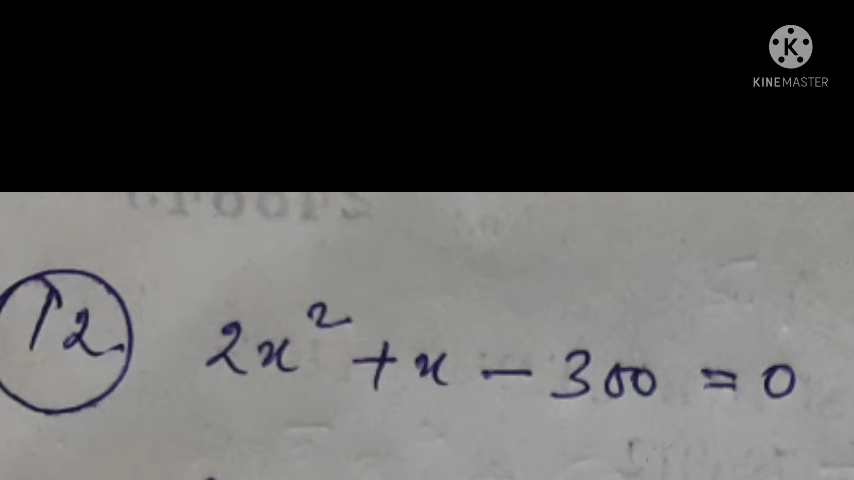 KINEMASTER
12. 2x² + x - 300 = 0